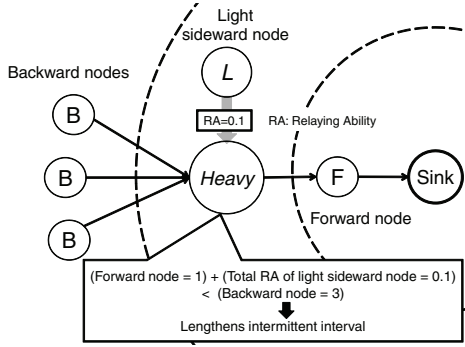 Light
sideward node
Backward nodes
L
B
RA=0.1
RA: Relaying Ability
B
Heavy
F
Sink
B
Forward node
(Forward node = 1) + (Total RA of light sideward node = 0.1)
< (Backward node = 3)
Lengthens intermittent interval